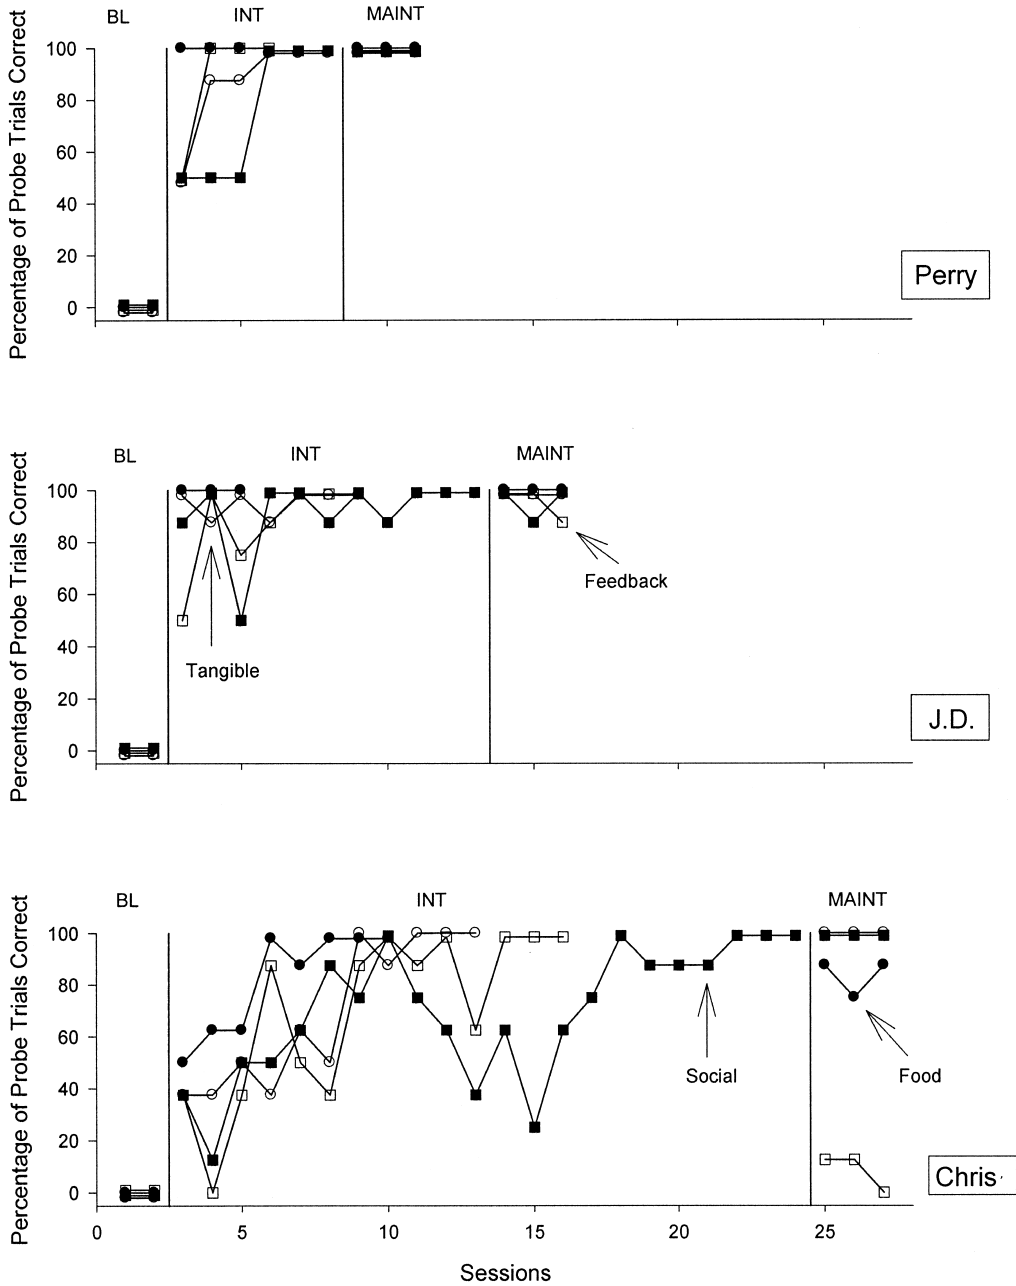 BL INT MAINT
Percentage of Probe Trials Correct
100
80
60
40
20
0
Perry
BL INT MAINT
Percentage of Probe Trials Correct
100
80
60
40
20
0
Feedback
Tangible
J.D.
BL INT MAINT
Percentage of Probe Trials Correct
100
80
60
40
20
0
Social
Food
Chris
0 5 10 15 20 25
Sessions